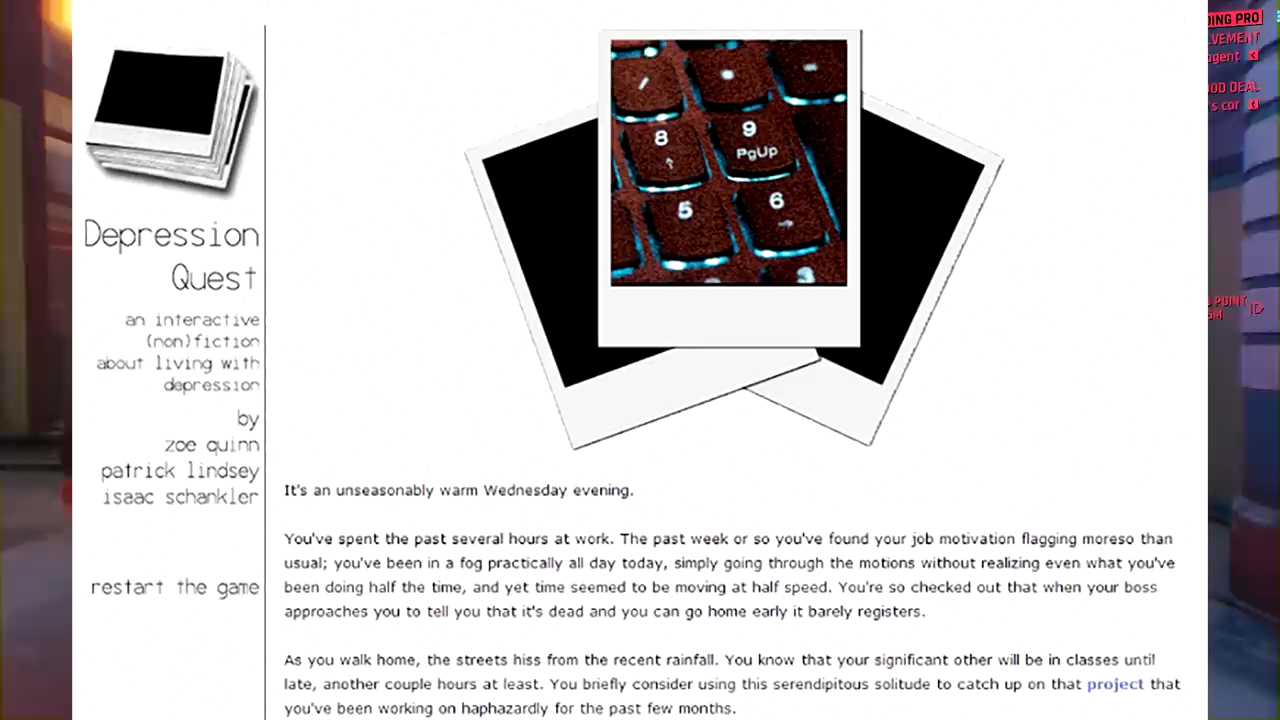 Depression
Quest
an interactive
(non)fiction
about living with
depression
by
zoe quinn
patrick lindsey
isaac schankler
restart the game
/
8
9
PgUp
5
6
3
It's an unseasonably warm Wednesday evening.
You've spent the past several hours at work. The past week or so you've found your job motivation flagging moreso than
usual; you've been in a fog practically all day today, simply going through the motions without realizing even what you've
been doing half the time, and yet time seemed to be moving at half speed. You're so checked out that when your boss
approaches you to tell you that it's dead and you can go home early it barely registers.
As you walk home, the streets hiss from the recent rainfall. You know that your significant other will be in classes until
late, another couple hours at least. You briefly consider using this serendipitous solitude to catch up on that project that
you've been working on haphazardly for the past few months.
PRO
DEAL
POINT